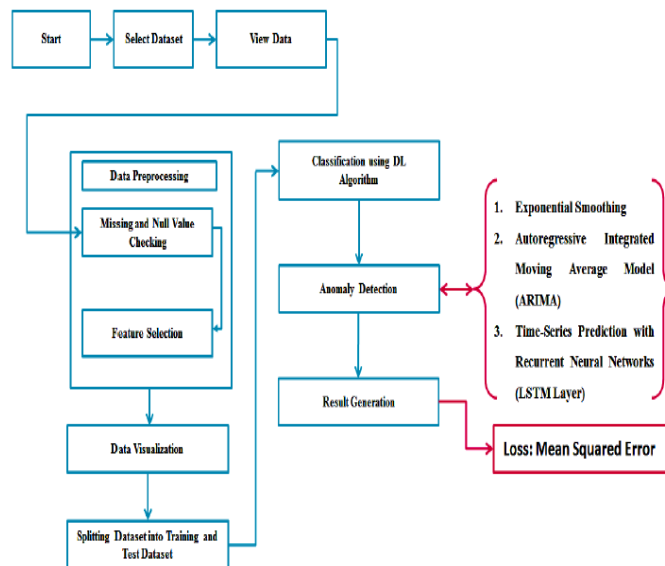 Start
Select Dataset
View Data
Data Preprocessing
Missing and Null Value
Checking
Feature Selection
Data Visualization
Splitting Dataset into Training and
Test Dataset
Classification using DL
Algorithm
Anomaly Detection
Result Generation
1. Exponential Smoothing
2. Autoregressive Integrated
Moving Average Model
(ARIMA)
3. Time-Series Prediction with
Recurrent Neural Networks
(LSTM Layer)
Loss: Mean Squared Error